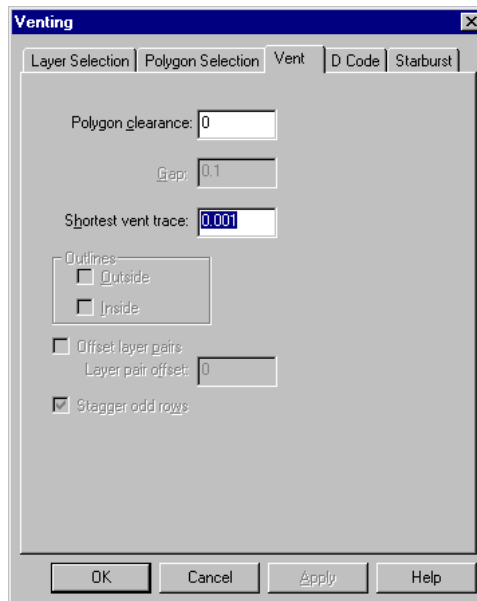 Venting
Layer Selection Polygon Selection Vent D Code Starburst
Polygon clearance: 0
Gap: 0.1
Shortest vent trace: 0.001
Outlines
Outside
Inside
Offset layer pairs
Layer pair offset: 0
Stagger odd rows
OK Cancel Apply Help